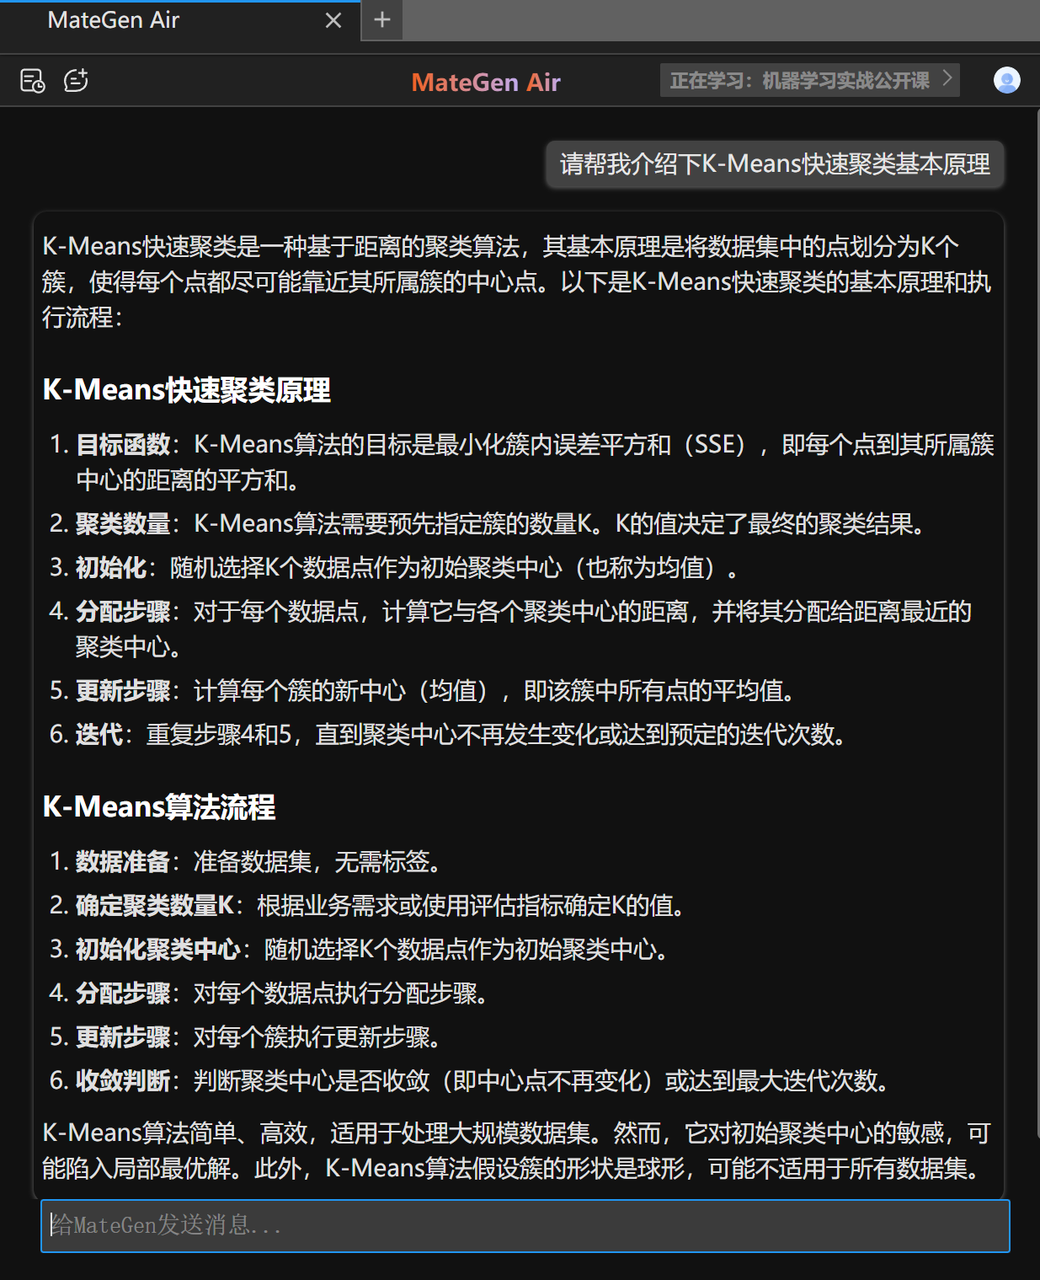 MateGen Air
MateGen Air
正在学习：机器学习实战公开课
请帮我介绍下K-Means快速聚类基本原理
K-Means快速聚类是一种基于距离的聚类算法，其基本原理是将数据集中的点划分为K个
簇，使得每个点都尽可能靠近其所属簇的中心点。以下是K-Means快速聚类的基本原理和执
行流程：
K-Means快速聚类原理
1. 目标函数：K-Means算法的目标是最小化簇内误差平方和（SSE），即每个点到其所属簇
中心的距离的平方和。
2. 聚类数量：K-Means算法需要预先指定簇的数量K。K的值决定了最终的聚类结果。
3. 初始化：随机选择K个数据点作为初始聚类中心（也称为均值）。
4. 分配步骤：对于每个数据点，计算它与各个聚类中心的距离，并将其分配给距离最近的
聚类中心。
5. 更新步骤：计算每个簇的新中心（均值），即该簇中所有点的平均值。
6. 迭代：重复步骤4和5，直到聚类中心不再发生变化或达到预定的迭代次数。
K-Means算法流程
1. 数据准备：准备数据集，无需标签。
2. 确定聚类数量K：根据业务需求或使用评估指标确定K的值。
3. 初始化聚类中心：随机选择K个数据点作为初始聚类中心。
4. 分配步骤：对每个数据点执行分配步骤。
5. 更新步骤：对每个簇执行更新步骤。
6. 收敛判断：判断聚类中心是否收敛（即中心点不再变化）或达到最大迭代次数。
K-Means算法简单、高效，适用于处理大规模数据集。然而，它对初始聚类中心的敏感，可
能陷入局部最优解。此外，K-Means算法假设簇的形状是球形，可能不适用于所有数据集。
给MateGen发送消息...